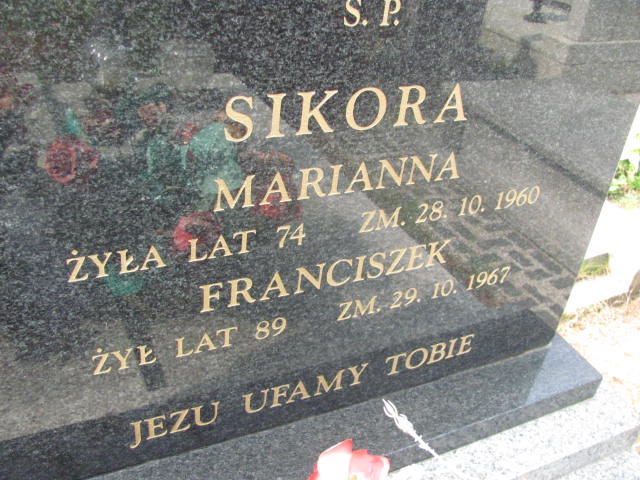 S. P.
SIKORA
MARIANNA
ŻYŁA LAT 74 ZM. 28. 10. 1960
FRANCISZEK
ŻYŁ LAT 89 ZM. 29. 10. 1967
JEZU UFAMY TOBIE